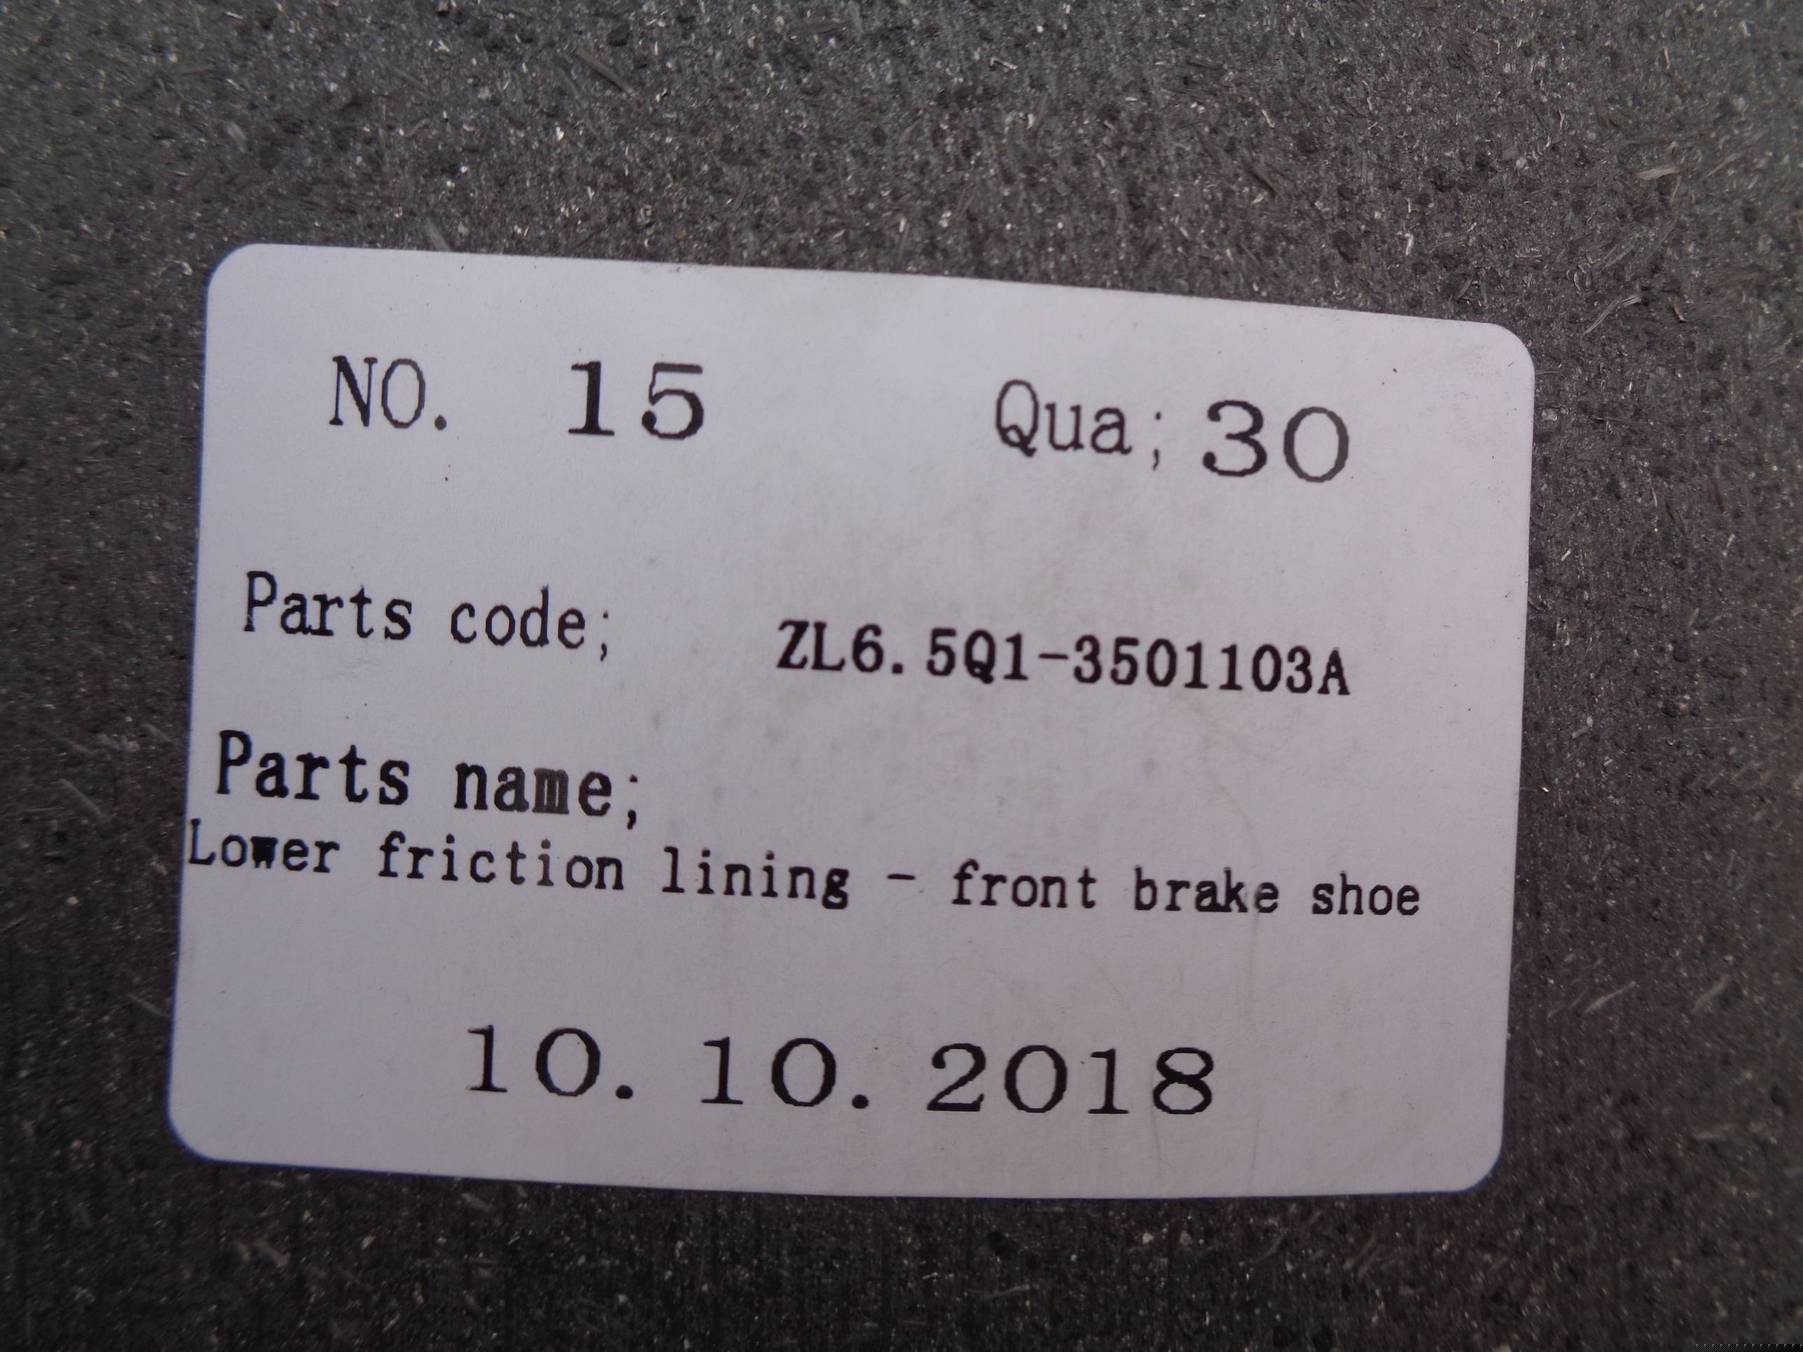 NO. 15 Qua; 30
Parts code; ZL6.5Q1-3501103A
Parts name;
Lower friction lining - front brake shoe
10.10.2018